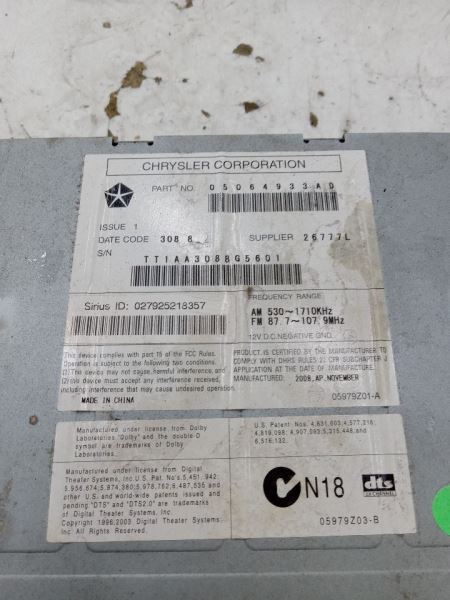 CHRYSLER CORPORATION
PART NO. 05064933AD
ISSUE 1
DATE CODE 308 8 SUPPLIER 26777L
S/N TT1AA3088G5601
Sirius ID: 027925218357
FREQUENCY RANGE
AM 530~1710KHz
FM 87.7~107.9MHz
12V D.C. NEGATIVE GND
This device complies with part 15 of the FCC Rules.
Operation is subject to the following two conditions.
(1) This device may not cause harmful interference, and
(2) this device must accept any interference received,
including interference that may cause undesired operation.
MADE IN CHINA
PRODUCT IS CERTIFIED BY THE MANUFACTURER TO
COMPLY WITH DHHS RULES 21 CFR SUBCHAPTER J
APPLICABLE AT DATE OF MANUFACTURE.
MANUFACTURED: 2008. AP. NOVEMBER
05979Z01-A
Manufactured under license from Dolby
Laboratories. "Dolby" and the double D
symbol are trademarks of Dolby
Laboratories.
U.S. Patent Nos. 4,631,603; 4,577,216;
4,819,098; 4,907,093; 5,315,448; and
6,516,132.
Manufactured under license from Digital
Theater Systems, Inc. U.S. Pat. No's 5,451,942;
5,956,674; 5,974,380; 5,978,762; 6,487,535 and
other U.S. and world-wide patents issued and
pending. "DTS" and "DTS 2.0" are trademarks
of Digital Theater Systems, Inc.
Copyright 1996, 2003 Digital Theater Systems,
Inc. All Rights Reserved.
N18
dts
2.0 CHANNEL
05979Z03-B